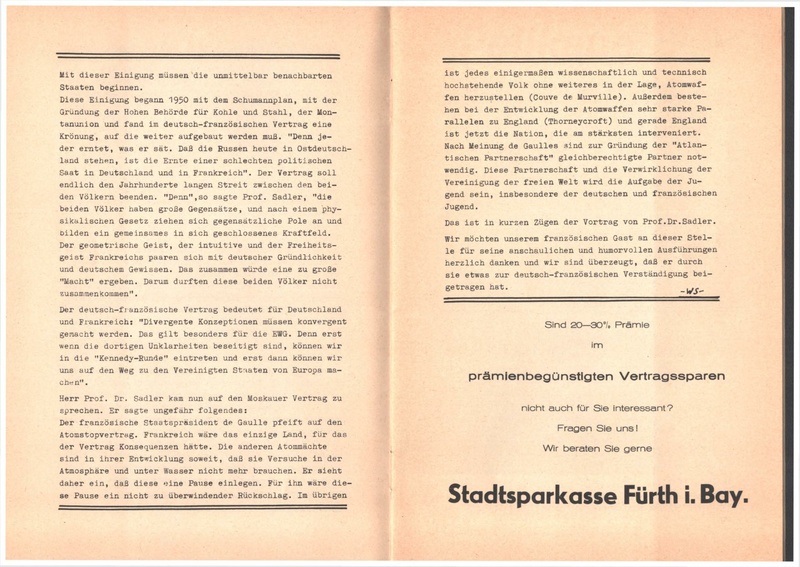 Mit dieser Einigung müssen die unmittelbar benachbarten
Staaten beginnen.
Diese Einigung begann 1950 mit dem Schumannplan, mit der
Gründung der Hohen Behörde für Kohle und Stahl, der Mon-
tanunion und fand im deutsch-französischen Vertrag eine
Krönung, auf die weiter aufgebaut werden muß. "Denn je-
der erntet, was er sät. Daß die Russen heute in Ostdeutsch-
land stehen, ist die Ernte einer schlechten politischen
Saat in Deutschland und in Frankreich". Der Vertrag soll
endlich den Jahrhunderte langen Streit zwischen den bei-
den Völkern beenden. "Denn",so sagte Prof. Sadler, "die
beiden Völker haben große Gegensätze, und nach einem phy-
sikalischen Gesetz ziehen sich gegensätzliche Pole an und
bilden ein gemeinsames in sich geschlossenes Kraftfeld.
Der geometrische Geist, der intuitive und der Freiheits-
geist Frankreichs paaren sich mit deutscher Gründlichkeit
und deutschem Gewissen. Das zusammen würde eine zu große
"Macht" ergeben. Darum durften diese beiden Völker nicht
zusammenkommen".
Der deutsch-französische Vertrag bedeutet für Deutschland
und Frankreich: "Divergente Konzeptionen müssen konvergent
gemacht werden. Das gilt besonders für die EWG. Denn erst
wenn die dortigen Unklarheiten beseitigt sind, können wir
in die "Kennedy-Runde" eintreten und erst dann können wir
uns auf den Weg zu den Vereinigten Staaten von Europa ma-
chen".
Herr Prof. Dr. Sadler kam nun auf den Moskauer Vertrag zu
sprechen. Er sagte ungefähr folgendes:
Der französische Staatspräsident de Gaulle pfeift auf den
Atomstopvertrag. Frankreich wäre das einzige Land, für das
der Vertrag Konsequenzen hätte. Die anderen Atommächte
sind in ihrer Entwicklung soweit, daß sie Versuche in der
Atmosphäre und unter Wasser nicht mehr brauchen. Er sieht
daher ein, daß diese eine Pause einlegen. Für ihn wäre die-
se Pause ein nicht zu überwindender Rückschlag. Im übrigen
ist jedes einigermaßen wissenschaftlich und technisch
hochstehende Volk ohne weiteres in der Lage, Atomwaf-
fen herzustellen (Couve de Murville). Außerdem beste-
hen bei der Entwicklung der Atomwaffen sehr starke Pa-
rallelen zu England (Thorneycroft) und gerade England
ist jetzt die Nation, die am stärksten interveniert.
Nach Meinung de Gaulles sind zur Gründung der "Atlan-
tischen Partnerschaft" gleichberechtigte Partner not-
wendig. Diese Partnerschaft und die Verwirklichung der
Vereinigung der freien Welt wird die Aufgabe der Ju-
gend sein, insbesondere der deutschen und französischen
Jugend.
Das ist in kurzen Zügen der Vortrag von Prof.Dr.Sadler.
Wir möchten unserem französischen Gast an dieser Stel-
le für seine anschaulichen und humorvollen Ausführungen
herzlich danken und wir sind überzeugt, daß er durch
sie etwas zur deutsch-französischen Verständigung bei-
getragen hat.
-WS-
Sind 20—30% Prämie
im
prämienbegünstigten Vertragssparen
nicht auch für Sie interessant?
Fragen Sie uns!
Wir beraten Sie gerne
Stadtsparkasse Fürth i. Bay.